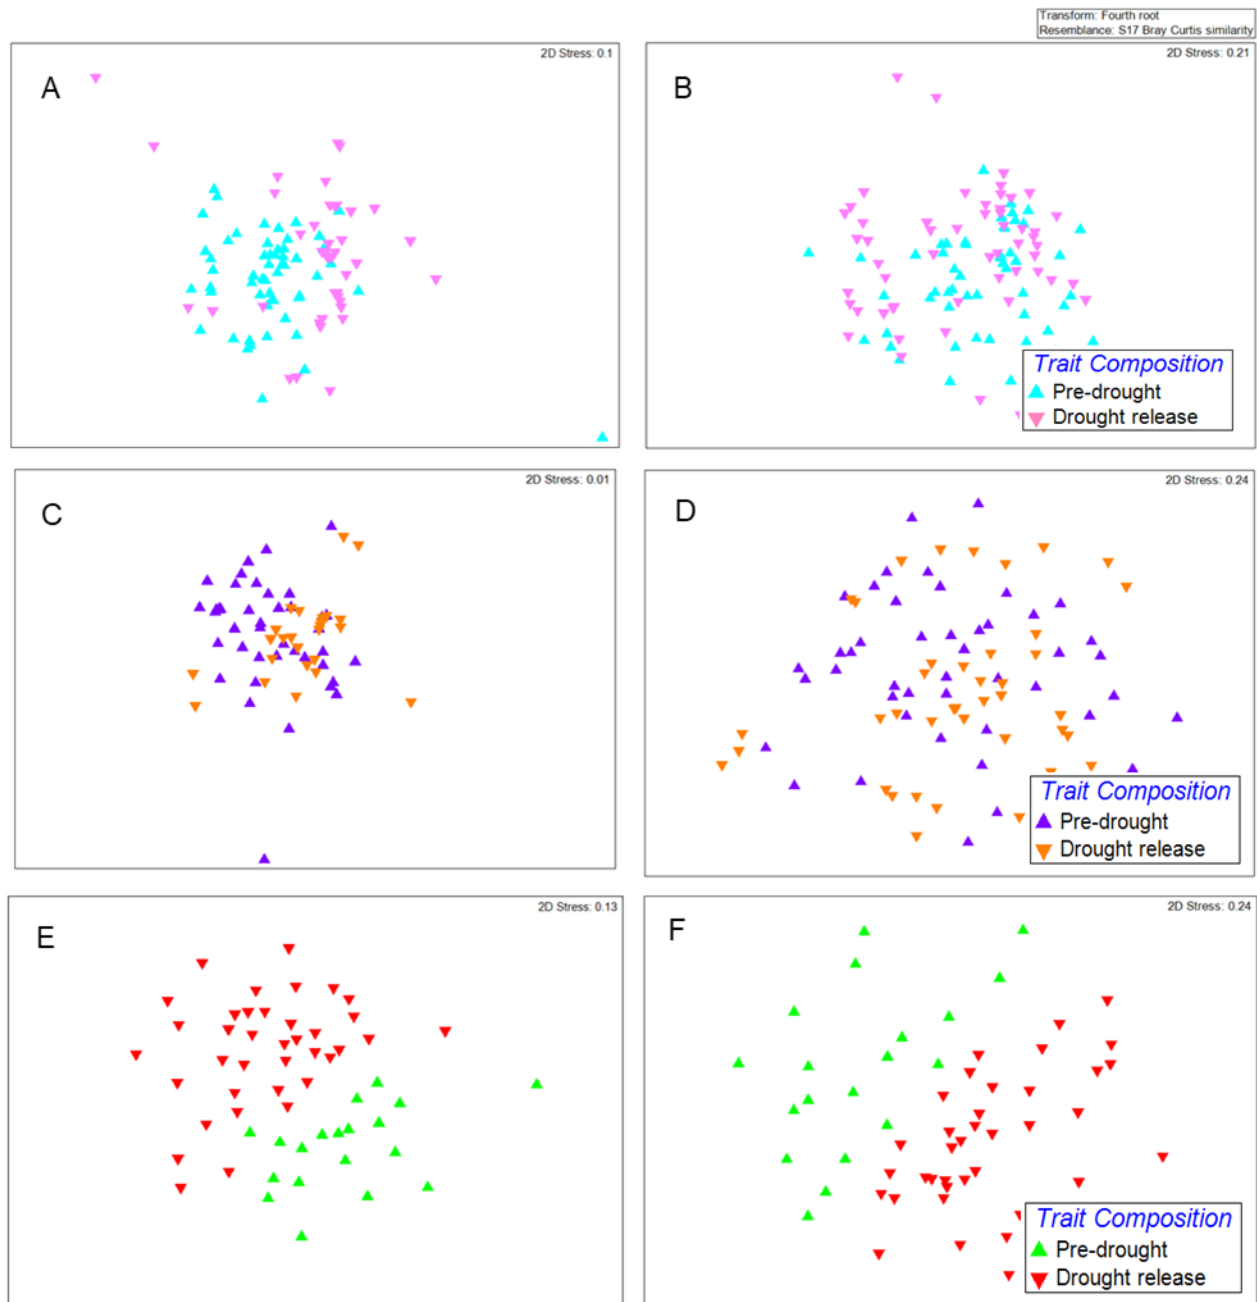 Transform: Fourth root
Resemblance: S17 Bray Curtis similarity
A
2D Stress: 0.1
B
2D Stress: 0.21
Trait Composition
Pre-drought
Drought release
C
2D Stress: 0.01
D
2D Stress: 0.24
Trait Composition
Pre-drought
Drought release
E
2D Stress: 0.13
F
2D Stress: 0.24
Trait Composition
Pre-drought
Drought release